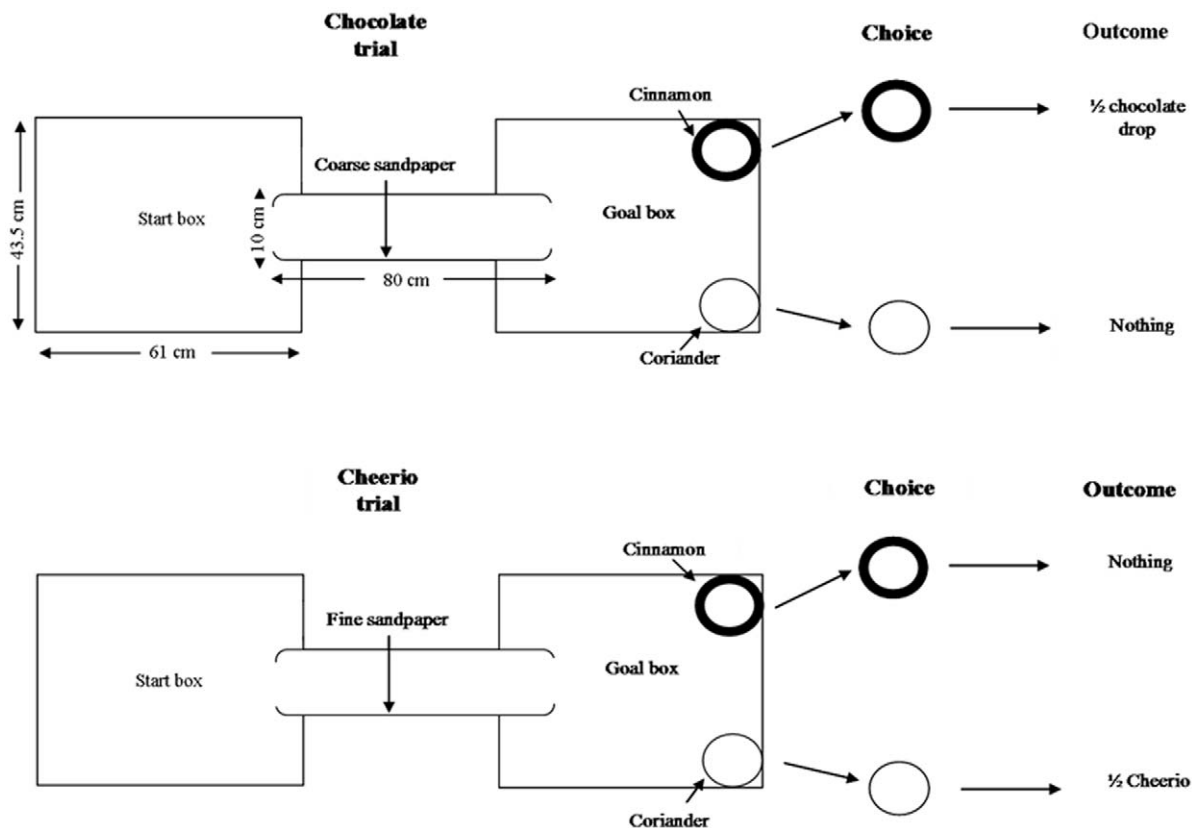 Chocolate
trial
Choice
Outcome
Cinnamon
½ chocolate
drop
Coarse sandpaper
43.5 cm
Start box
10 cm
Goal box
80 cm
Nothing
61 cm
Coriander
Cheerio
trial
Choice
Outcome
Cinnamon
Nothing
Fine sandpaper
Start box
Goal box
½ Cheerio
Coriander